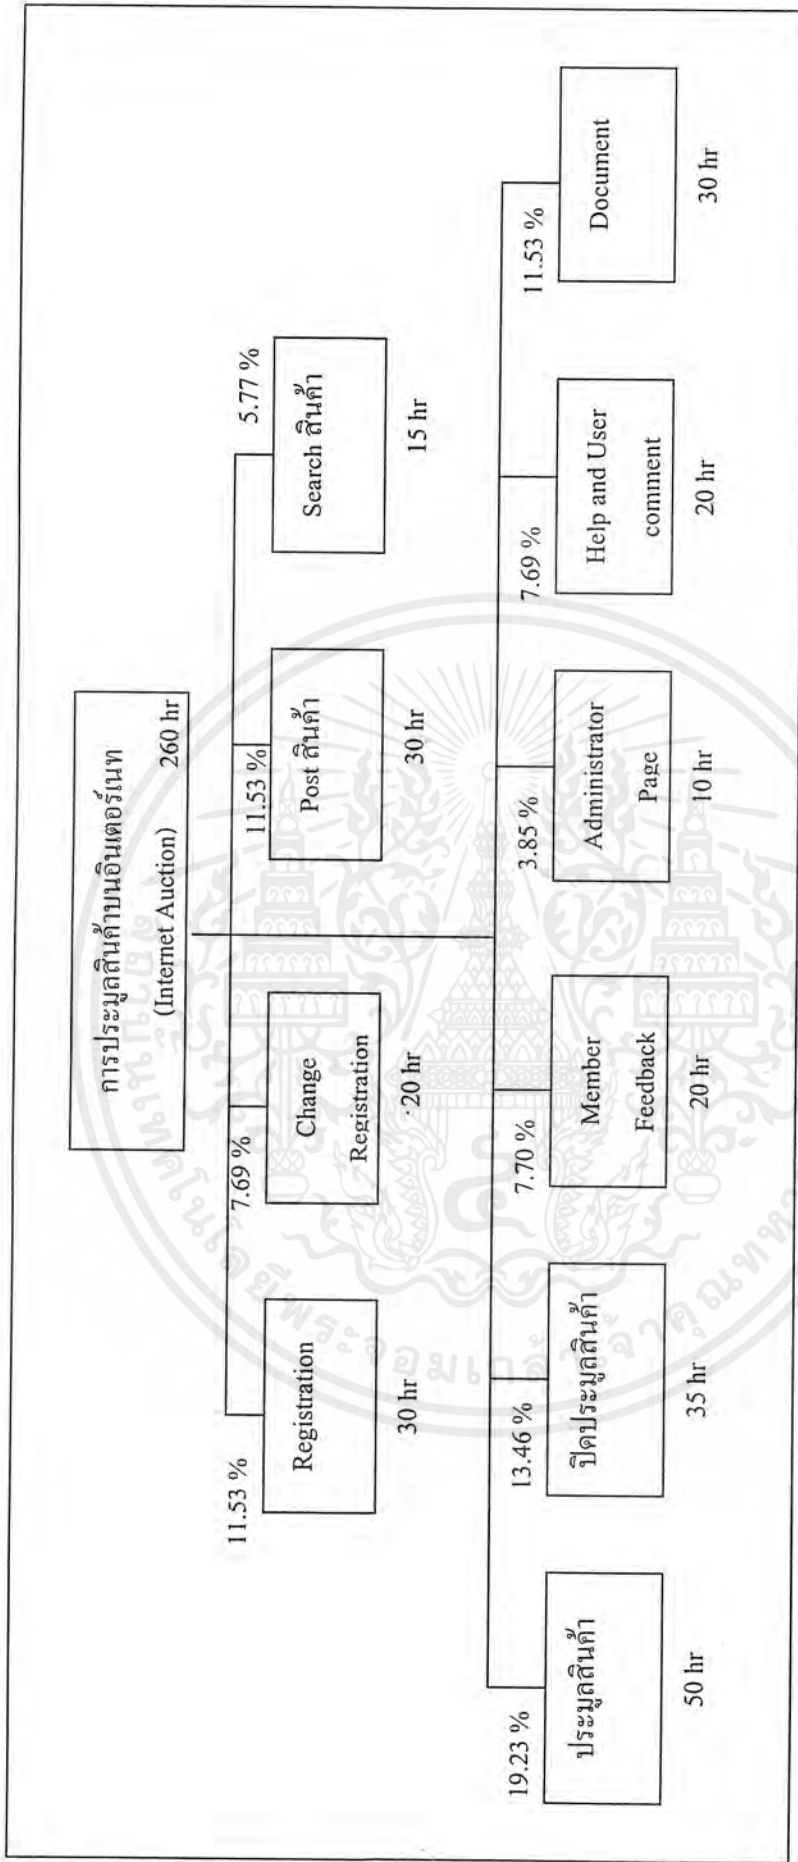 การประมูลสินค้าบนอินเตอร์เนท
(Internet Auction)
260 hr
11.53 %
Registration
30 hr
7.69 %
Change
Registration
20 hr
11.53 %
Post สินค้า
30 hr
5.77 %
Search สินค้า
15 hr
19.23 %
ประมูลสินค้า
50 hr
13.46 %
ปิดประมูลสินค้า
35 hr
7.70 %
Member
Feedback
20 hr
3.85 %
Administrator
Page
10 hr
7.69 %
Help and User
comment
20 hr
11.53 %
Document
30 hr